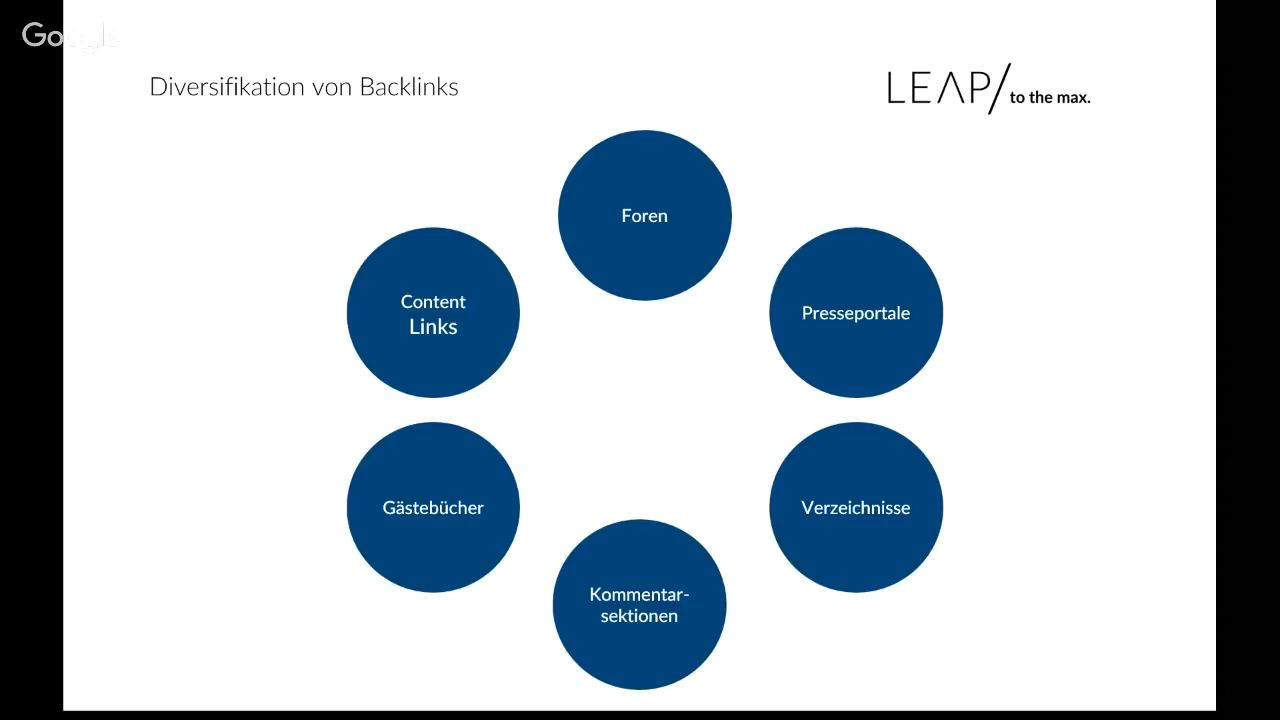 Google
Diversifikation von Backlinks
LEAP/to the max.
Foren
Content
Links
Presseportale
Gästebücher
Verzeichnisse
Kommentar-
sektionen